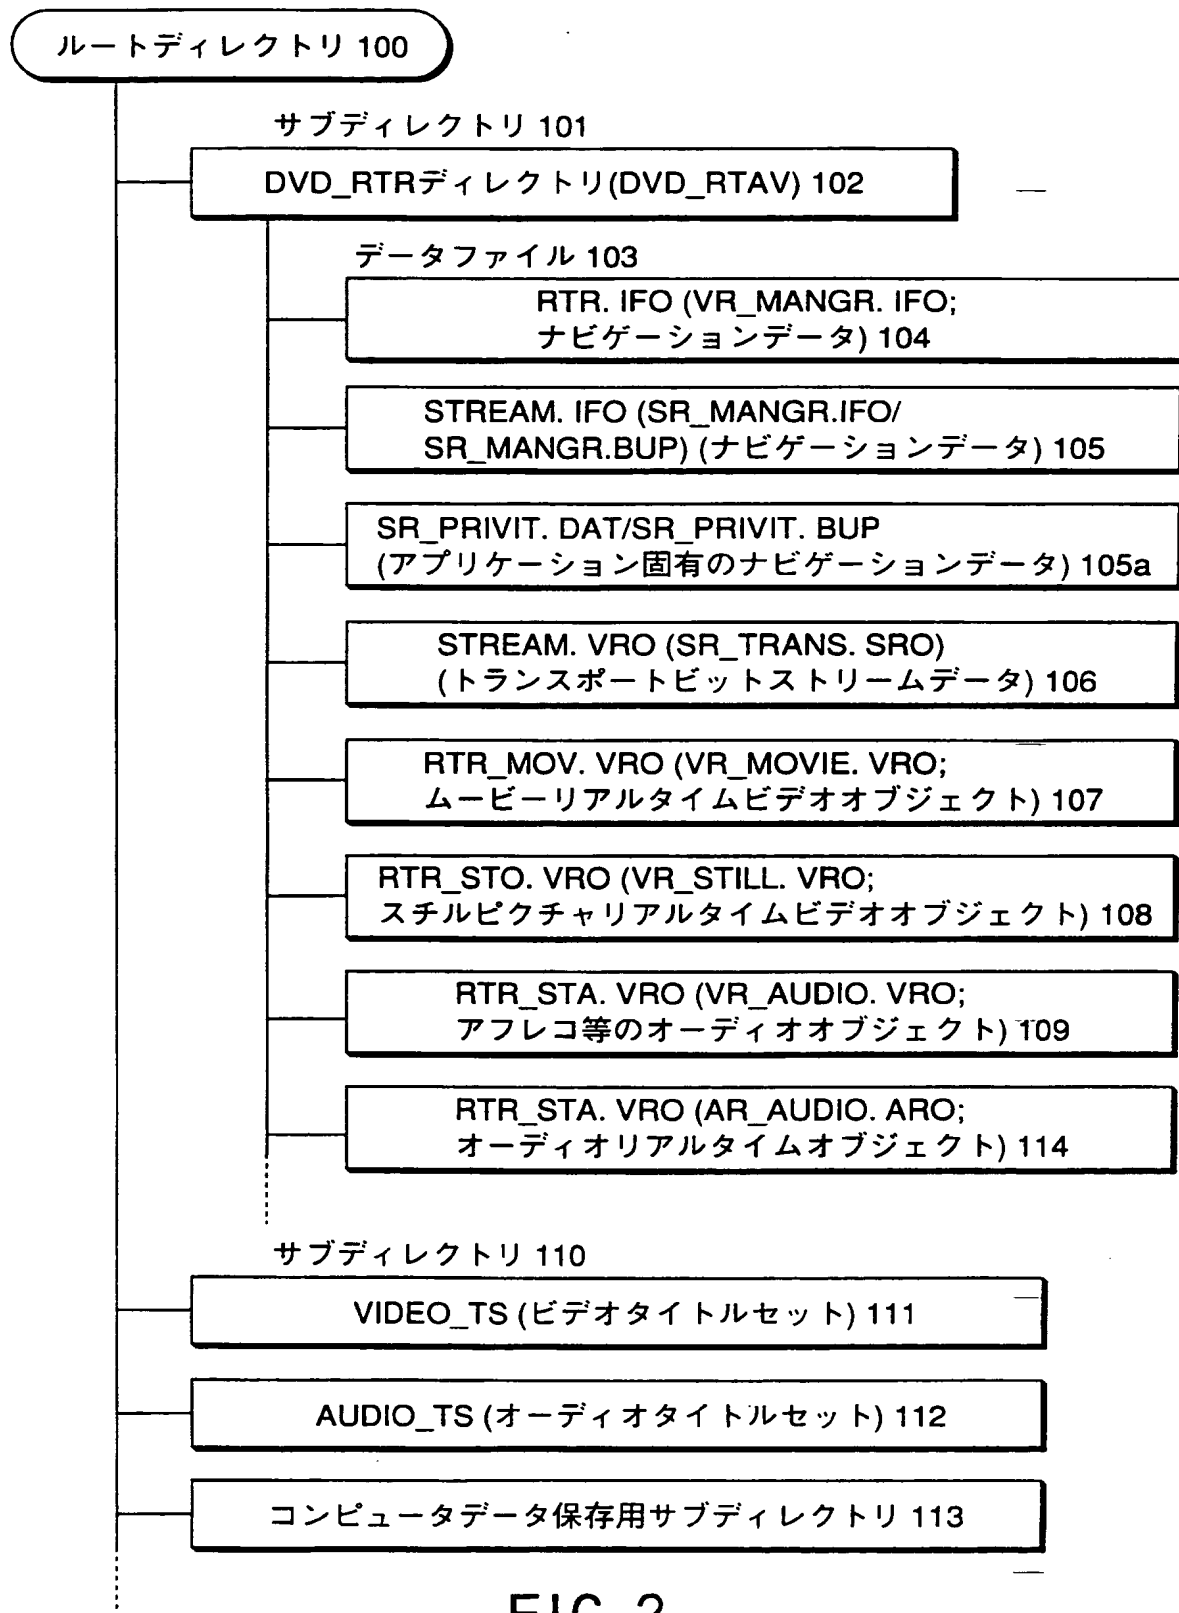 ルートディレクトリ 100
サブディレクトリ 101
DVD_RTRディレクトリ(DVD_RTAV) 102
データファイル 103
RTR. IFO (VR_MANGR. IFO;
ナビゲーションデータ) 104
STREAM. IFO (SR_MANGR.IFO/
SR_MANGR.BUP) (ナビゲーションデータ) 105
SR_PRIVIT. DAT/SR_PRIVIT. BUP
(アプリケーション固有のナビゲーションデータ) 105a
STREAM. VRO (SR_TRANS. SRO)
(トランスポートビットストリームデータ) 106
RTR_MOV. VRO (VR_MOVIE. VRO;
ムービーリアルタイムビデオオブジェクト) 107
RTR_STO. VRO (VR_STILL. VRO;
スチルピクチャリアルタイムビデオオブジェクト) 108
RTR_STA. VRO (VR_AUDIO. VRO;
アフレコ等のオーディオオブジェクト) 109
RTR_STA. VRO (AR_AUDIO. ARO;
オーディオリアルタイムオブジェクト) 114
サブディレクトリ 110
VIDEO_TS (ビデオタイトルセット) 111
AUDIO_TS (オーディオタイトルセット) 112
コンピュータデータ保存用サブディレクトリ 113
FIG. 2